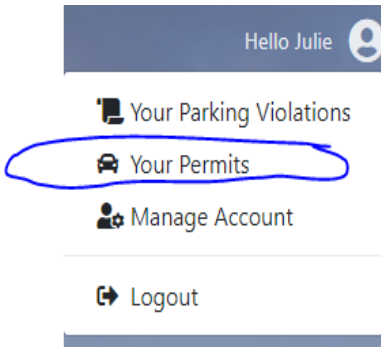 Hello Julie
Your Parking Violations
Your Permits
Manage Account
Logout